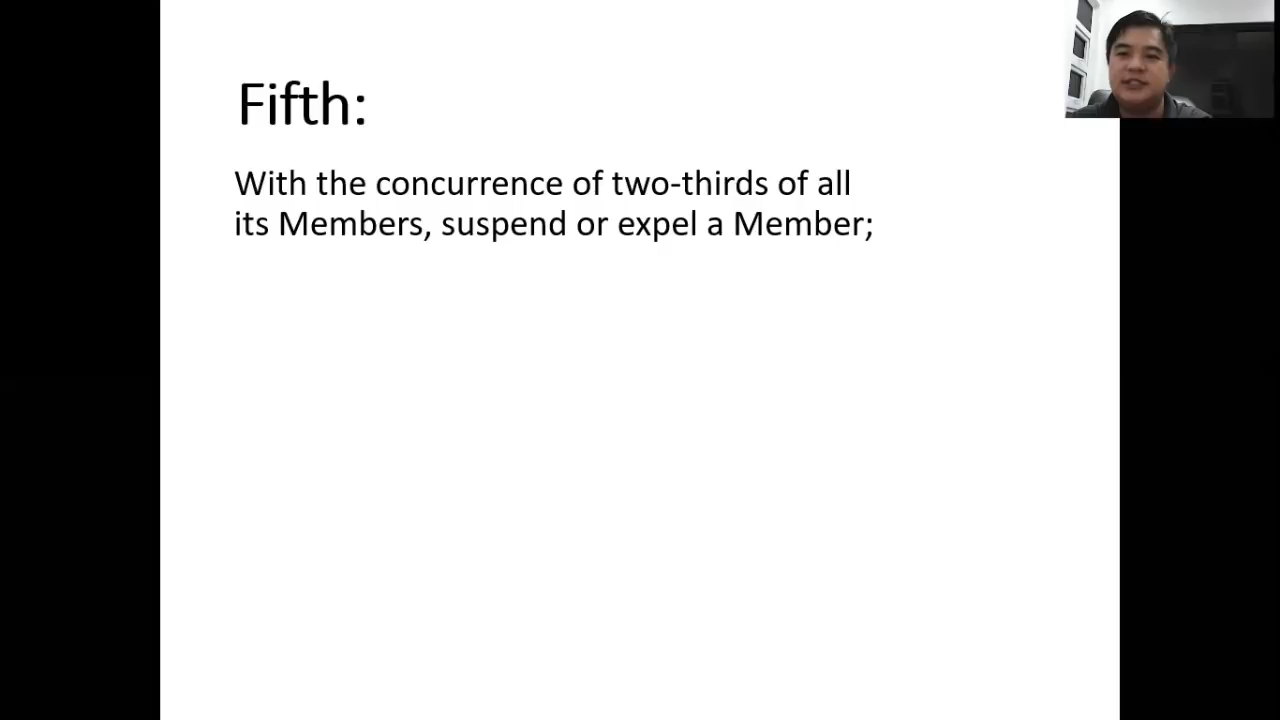 Fifth:
With the concurrence of two-thirds of all
its Members, suspend or expel a Member;